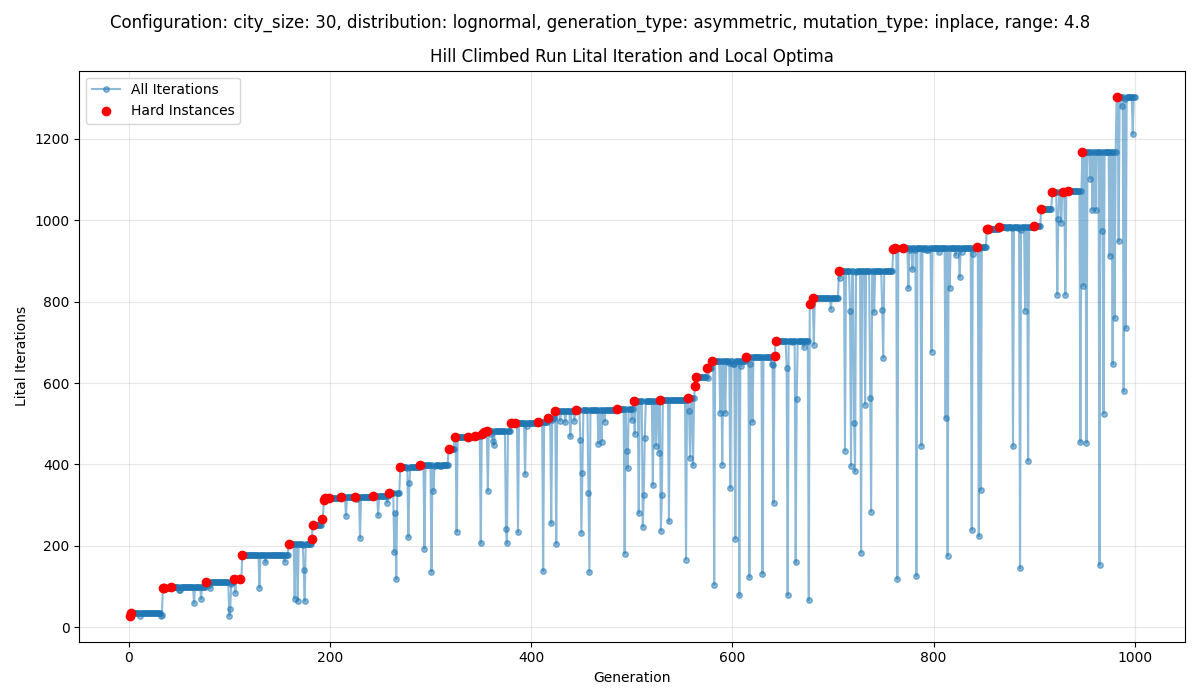 Configuration: city_size: 30, distribution: lognormal, generation_type: asymmetric, mutation_type: inplace, range: 4.8
Hill Climbed Run Lital Iteration and Local Optima
All Iterations
Hard Instances
Lital Iterations
1200
1000
800
600
400
200
0
0 200 400 600 800 1000
Generation